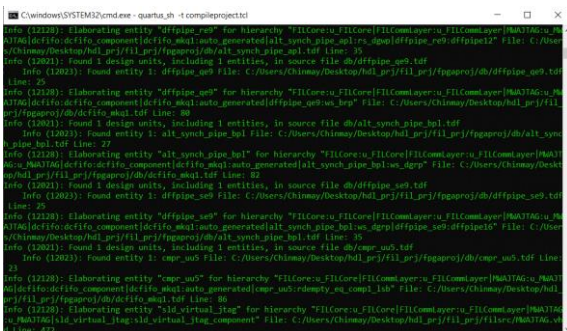 C:\windows\SYSTEM32\cmd.exe - quartus_sh -t compileproject.tcl
Info (12128): Elaborating entity "dffpipe_re9" for hierarchy "FILCore:u_FILCore|FILCommLayer:u_FILCommLayer|MWAJTAG:u_MW
AJTAG|dcfifo:dcfifo_component|dcfifo_mkq1:auto_generated|alt_synch_pipe_apl:rs_dgwp|dffpipe_re9:dffpipe12" File: C:/User
s/Chinmay/Desktop/hdl_prj/fil_prj/fpgaproj/db/alt_synch_pipe_apl.tdf Line: 35
Info (12021): Found 1 design units, including 1 entities, in source file db/dffpipe_qe9.tdf
Info (12023): Found entity 1: dffpipe_qe9 File: C:/Users/Chinmay/Desktop/hdl_prj/fil_prj/fpgaproj/db/dffpipe_qe9.tdf
Line: 25
Info (12128): Elaborating entity "dffpipe_qe9" for hierarchy "FILCore:u_FILCore|FILCommLayer:u_FILCommLayer|MWAJTAG:u_MW
AJTAG|dcfifo:dcfifo_component|dcfifo_mkq1:auto_generated|dffpipe_qe9:ws_brp" File: C:/Users/Chinmay/Desktop/hdl_prj/fil_
prj/fpgaproj/db/dcfifo_mkq1.tdf Line: 80
Info (12021): Found 1 design units, including 1 entities, in source file db/alt_synch_pipe_bpl.tdf
Info (12023): Found entity 1: alt_synch_pipe_bpl File: C:/Users/Chinmay/Desktop/hdl_prj/fil_prj/fpgaproj/db/alt_sync
h_pipe_bpl.tdf Line: 27
Info (12128): Elaborating entity "alt_synch_pipe_bpl" for hierarchy "FILCore:u_FILCore|FILCommLayer:u_FILCommLayer|MWAJT
AG:u_MWAJTAG|dcfifo:dcfifo_component|dcfifo_mkq1:auto_generated|alt_synch_pipe_bpl:ws_dgrp" File: C:/Users/Chinmay/Deskt
op/hdl_prj/fil_prj/fpgaproj/db/dcfifo_mkq1.tdf Line: 82
Info (12021): Found 1 design units, including 1 entities, in source file db/dffpipe_se9.tdf
Info (12023): Found entity 1: dffpipe_se9 File: C:/Users/Chinmay/Desktop/hdl_prj/fil_prj/fpgaproj/db/dffpipe_se9.tdf
Line: 25
Info (12128): Elaborating entity "dffpipe_se9" for hierarchy "FILCore:u_FILCore|FILCommLayer:u_FILCommLayer|MWAJTAG:u_MW
AJTAG|dcfifo:dcfifo_component|dcfifo_mkq1:auto_generated|alt_synch_pipe_bpl:ws_dgrp|dffpipe_se9:dffpipe16" File: C:/User
s/Chinmay/Desktop/hdl_prj/fil_prj/fpgaproj/db/alt_synch_pipe_bpl.tdf Line: 35
Info (12021): Found 1 design units, including 1 entities, in source file db/cmpr_uu5.tdf
Info (12023): Found entity 1: cmpr_uu5 File: C:/Users/Chinmay/Desktop/hdl_prj/fil_prj/fpgaproj/db/cmpr_uu5.tdf Line:
23
Info (12128): Elaborating entity "cmpr_uu5" for hierarchy "FILCore:u_FILCore|FILCommLayer:u_FILCommLayer|MWAJTAG:u_MWAJT
AG|dcfifo:dcfifo_component|dcfifo_mkq1:auto_generated|cmpr_uu5:rdempty_eq_comp1_lsb" File: C:/Users/Chinmay/Desktop/hdl_
prj/fil_prj/fpgaproj/db/dcfifo_mkq1.tdf Line: 86
Info (12128): Elaborating entity "sld_virtual_jtag" for hierarchy "FILCore:u_FILCore|FILCommLayer:u_FILCommLayer|MWAJTAG
:u_MWAJTAG|sld_virtual_jtag:sld_virtual_jtag_component" File: C:/Users/Chinmay/Desktop/hdl_prj/fil_prj/filsrc/MWAJTAG.vh
d Line: 473